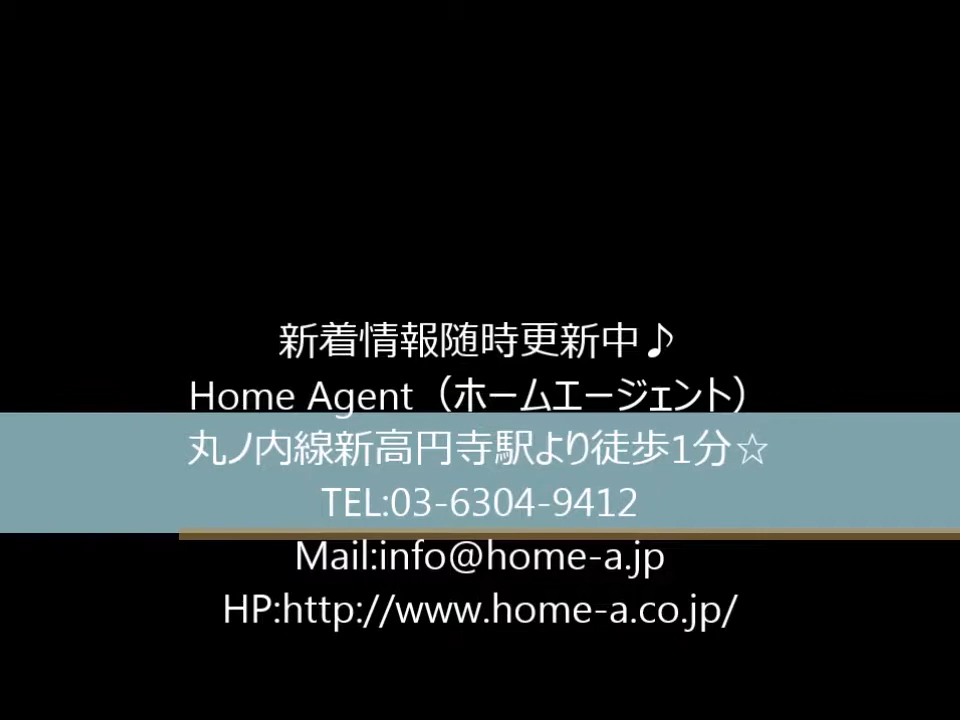 新着情報随時更新中♪
Home Agent（ホームエージェント）
丸ノ内線新高円寺駅より徒歩1分☆
TEL:03-6304-9412
Mail:info@home-a.jp
HP:http://www.home-a.co.jp/